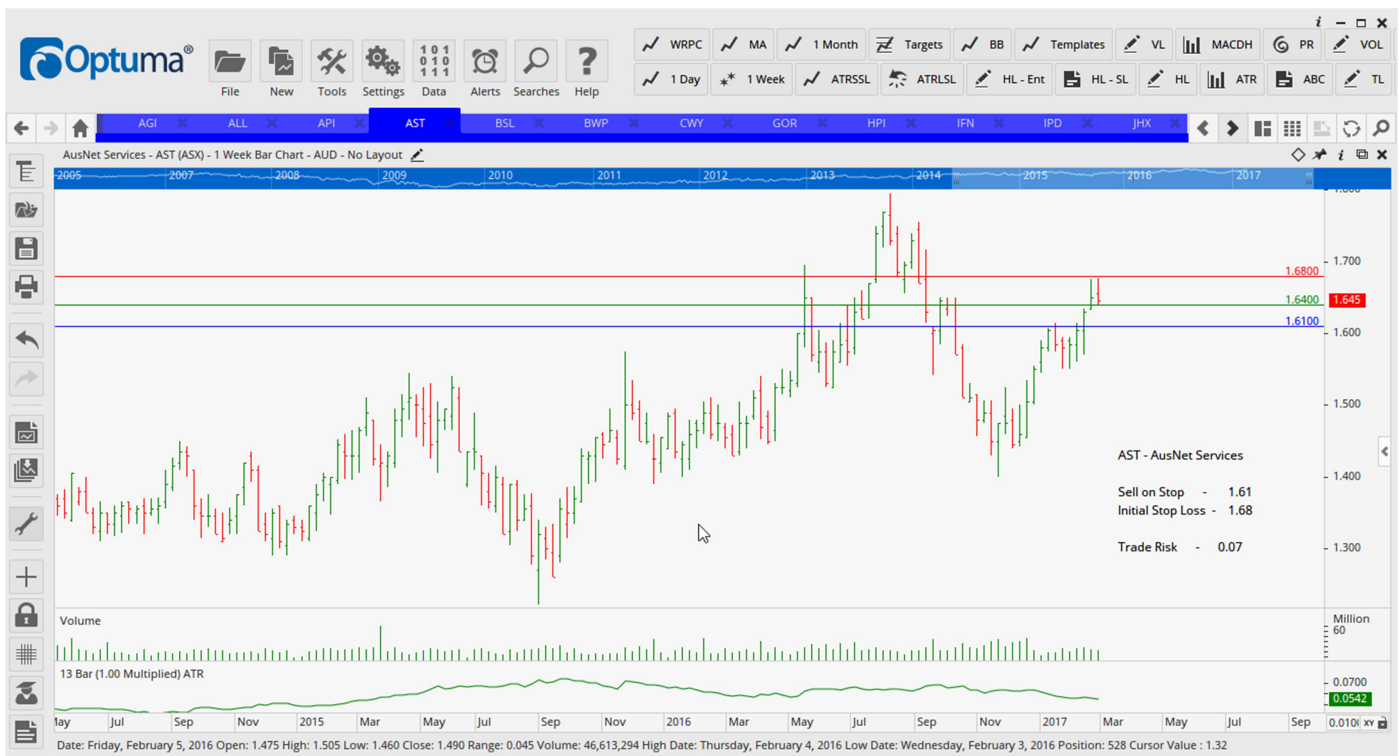 i
Optuma®
101
010
111
File New Tools Settings Data Alerts Searches Help
WRPC MA 1 Month Targets BB Templates VL MACDH PR VOL
1 Day 1 Week ATRSSL ATRLSL HL - Ent HL - SL HL ATR ABC TL
AGI ALL API AST BSL BWP CWY GOR HPI IFN IPD JHX
AusNet Services - AST (ASX) - 1 Week Bar Chart - AUD - No Layout
2005 2007 2008 2009 2010 2011 2012 2013 2014 2015 2016 2017
1.800
1.700
1.6800
1.6400 1.645
1.6100
1.600
1.500
AST - AusNet Services
1.400
Sell on Stop - 1.61
Initial Stop Loss - 1.68
Trade Risk - 0.07
1.300
Volume Million
60
13 Bar (1.00 Multiplied) ATR
0.0700
0.0542
May Jul Sep Nov 2015 Mar May Jul Sep Nov 2016 Mar May Jul Sep Nov 2017 Mar May Jul Sep 0.010( XY
Date: Friday, February 5, 2016 Open: 1.475 High: 1.505 Low: 1.460 Close: 1.490 Range: 0.045 Volume: 46,613,294 High Date: Thursday, February 4, 2016 Low Date: Wednesday, February 3, 2016 Position: 528 Cursor Value : 1.32